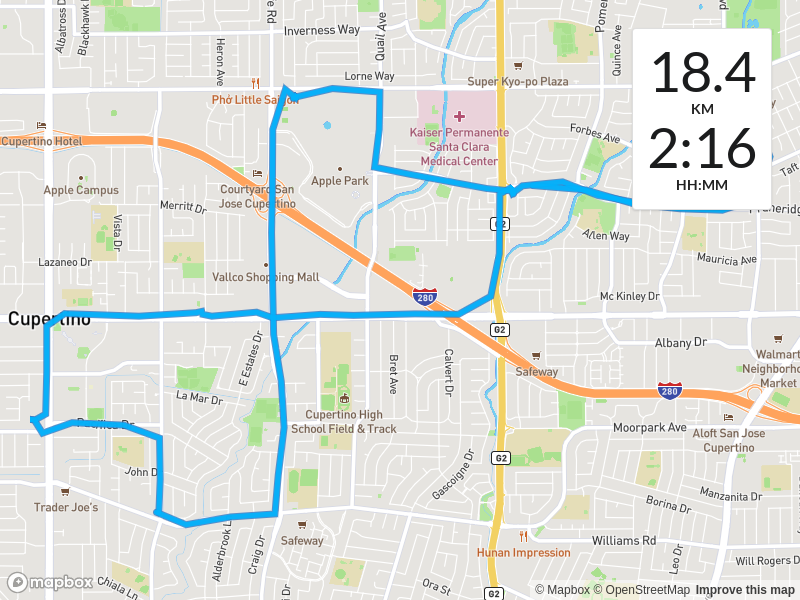 Albatross D
Blackhawk
e Rd
Inverness Way
Quail Ave
Heron Ave
Quince Ave
Lorne Way
Super Kyo-po Plaza
Phở Little Saigon
18.4
KM
2:16
HH:MM
Kaiser Permanente
Santa Clara
Medical Center
Forbes Ave
Cupertino Hotel
Taft
Apple Campus
Courtyard San
Jose Cupertino
Apple Park
Merritt Dr
Vista Dr
G2
Allen Way
Mauricia Ave
Lazaneo Dr
Vallco Shopping Mall
280
Mc Kinley Dr
Cupertino
G2
Albany Dr
E Estates Dr
Bret Ave
Calvert Dr
Safeway
Walmart
Neighborho
Market
280
La Mar Dr
Cupertino High
School Field & Track
Pacifica Dr
Moorpark Ave
Aloft San Jose
Cupertino
John D
G2
Gascoigne Dr
Trader Joe's
Manzanita Dr
Borina Dr
Safeway
Alderbrook L
Craig Dr
i Dr
Williams Rd
Hunan Impression
Leo Dr
Will Rogers D
Chiala Ln
Ora St
mapbox
© Mapbox © OpenStreetMap Improve this map